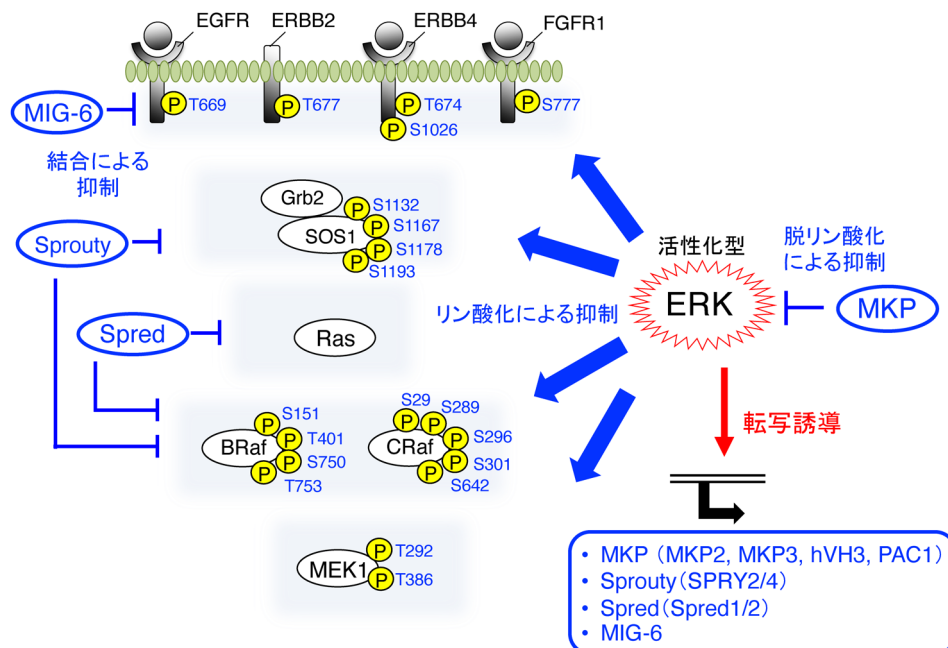 EGFR
ERBB2
ERBB4
FGFR1
MIG-6
P
T669
P
T677
P
T674
P
S1026
P
S777
結合による
抑制
Grb2
SOS1
P
S1132
P
S1167
P
S1178
P
S1193
Sprouty
Spred
Ras
リン酸化による抑制
活性化型
ERK
脱リン酸化
による抑制
MKP
BRaf
P
S151
P
T401
P
S750
P
T753
CRaf
P
S29
P
S289
P
S296
P
S301
P
S642
MEK1
P
T292
P
T386
転写誘導
• MKP（MKP2, MKP3, hVH3, PAC1）
• Sprouty（SPRY2/4）
• Spred（Spred1/2）
• MIG-6